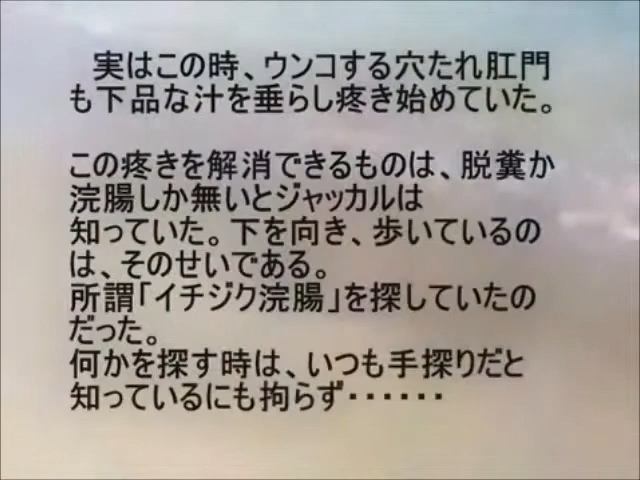 実はこの時、ウンコする穴たれ肛門
も下品な汁を垂らし疼き始めていた。
この疼きを解消できるものは、脱糞か
浣腸しか無いとジャッカルは
知っていた。下を向き、歩いているの
は、そのせいである。
所謂「イチジク浣腸」を探していたの
だった。
何かを探す時は、いつも手探りだと
知っているにも拘らず・・・・・・